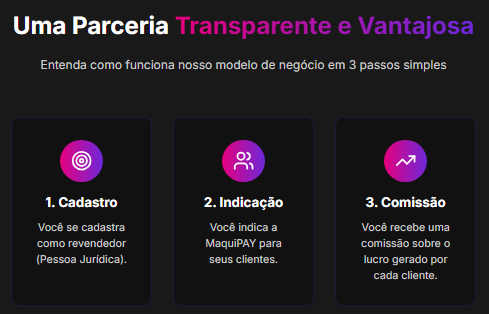 Uma Parceria Transparente e Vantajosa
Entenda como funciona nosso modelo de negócio em 3 passos simples
1. Cadastro
Você se cadastra
como revendedor
(Pessoa Jurídica).
2. Indicação
Você indica a
MaquiPAY para
seus clientes.
3. Comissão
Você recebe uma
comissão sobre o
lucro gerado por
cada cliente.